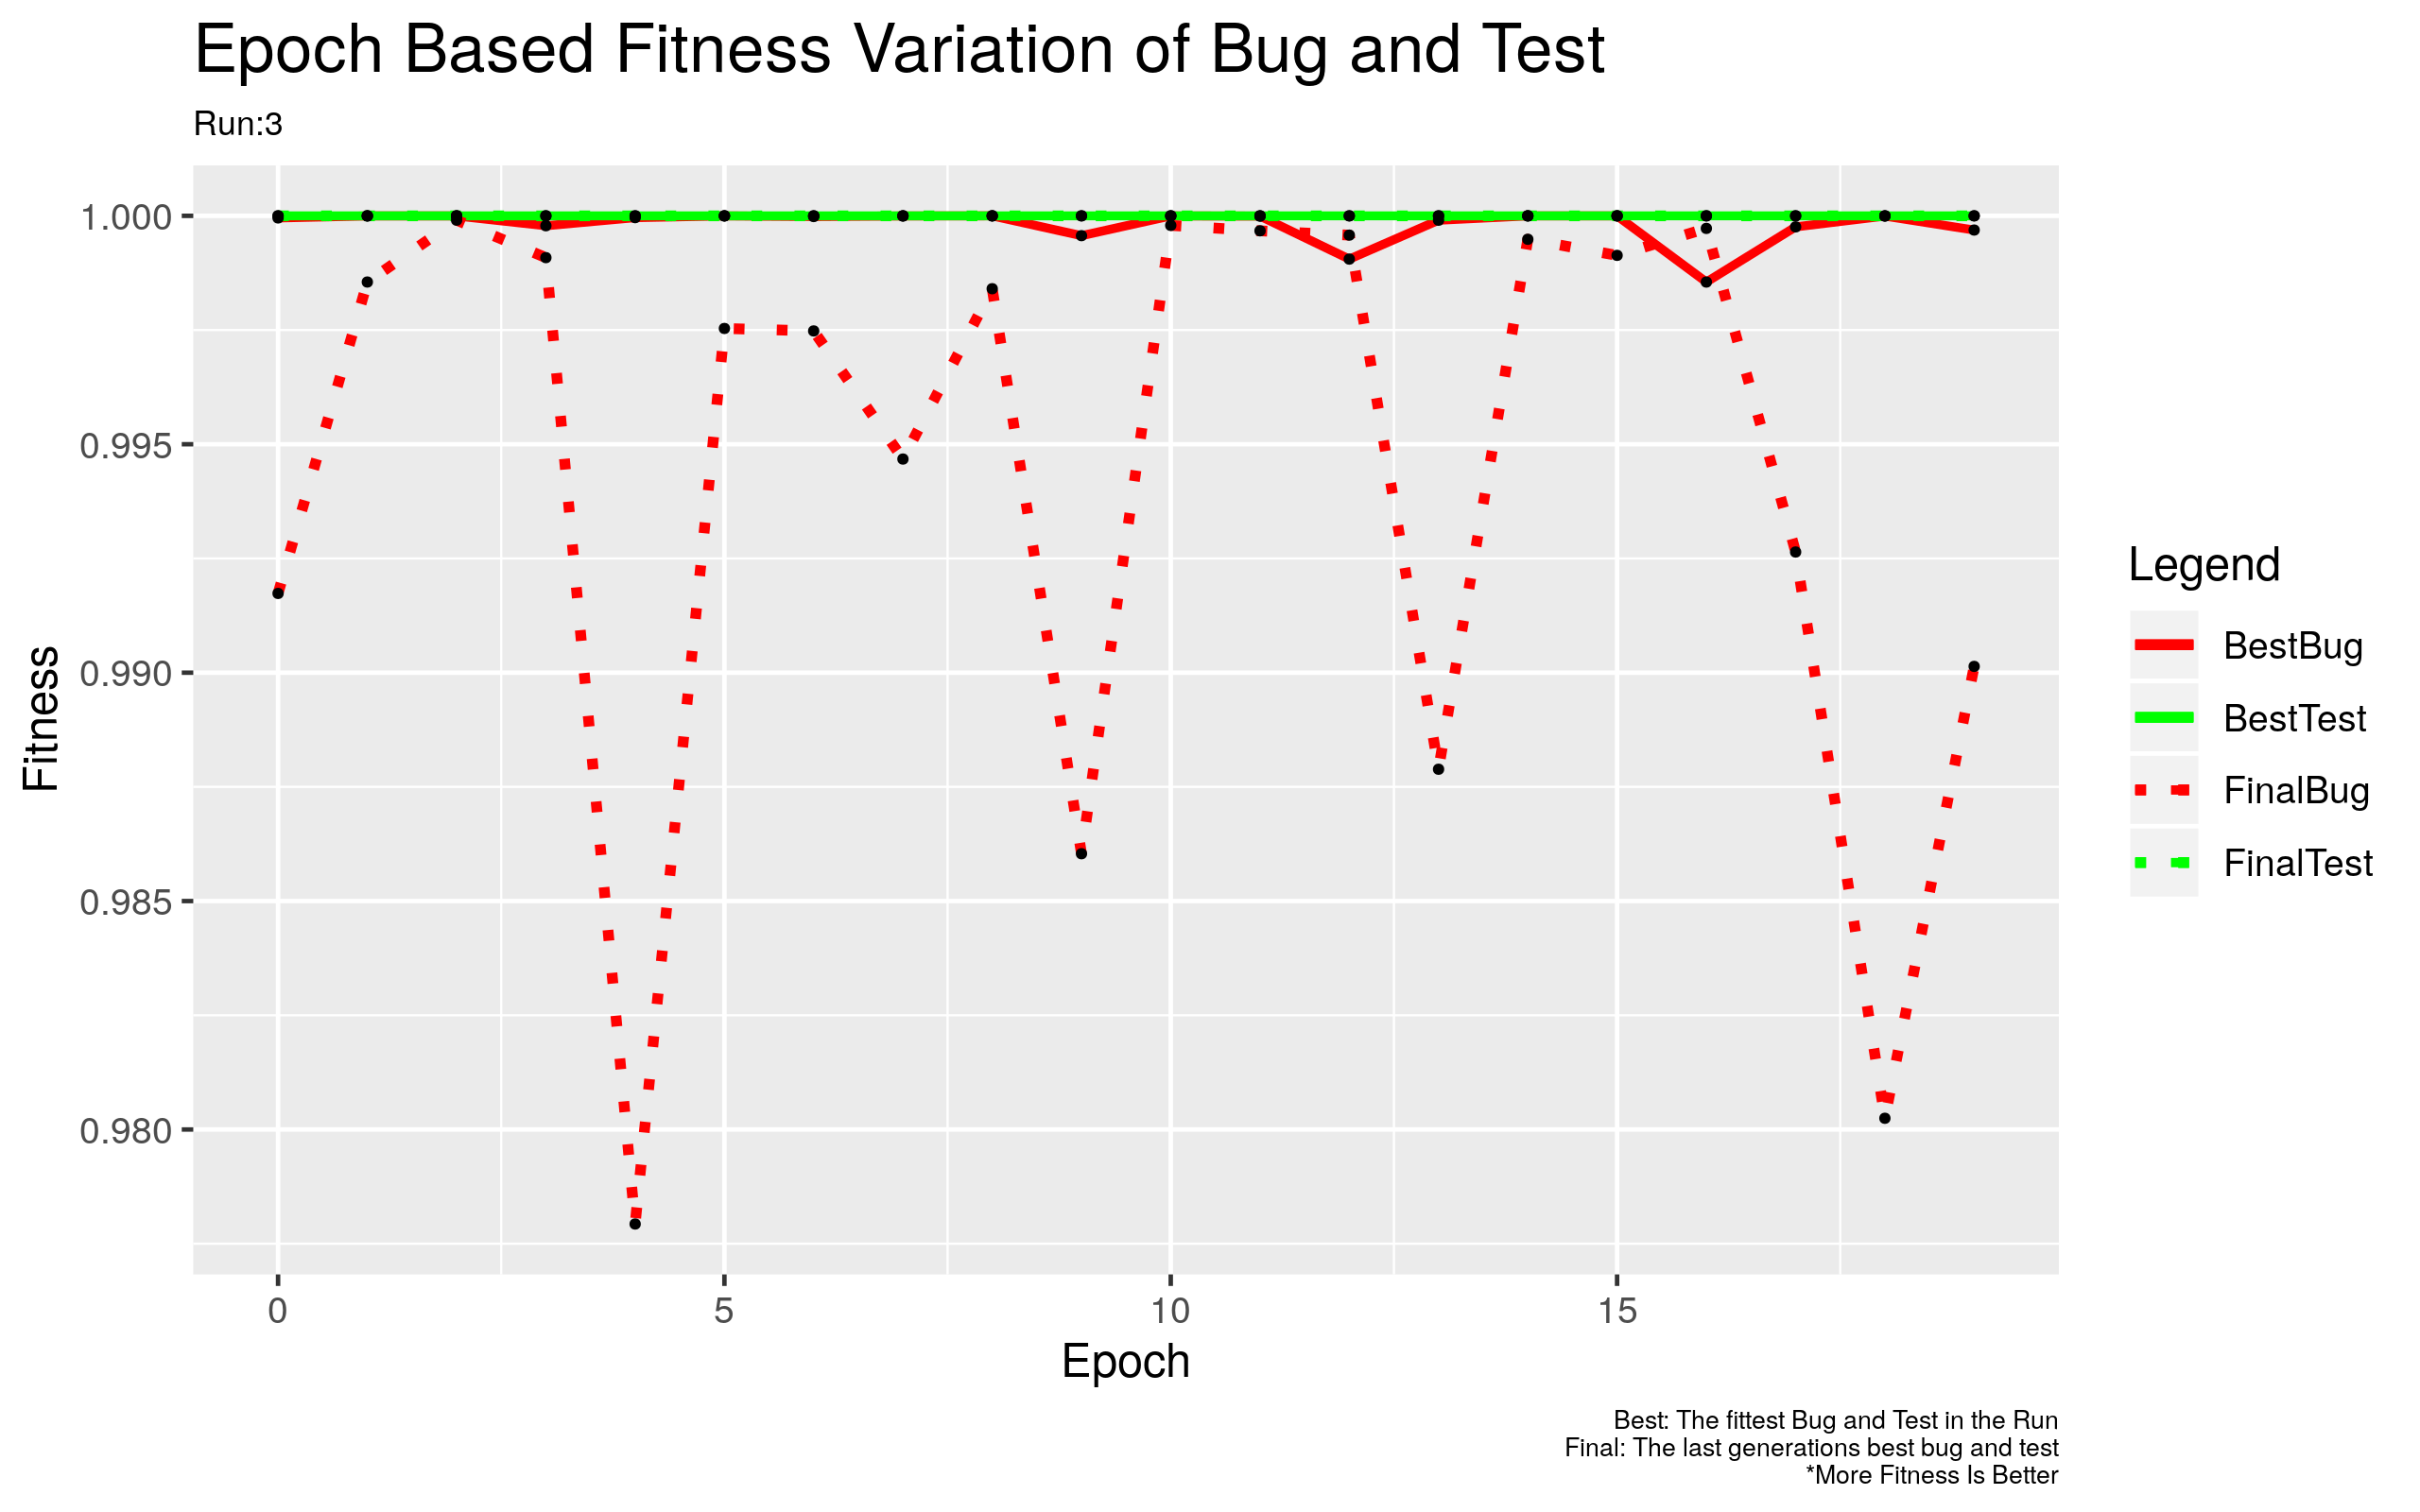 Epoch Based Fitness Variation of Bug and Test
Run:3
1.000
0.995
0.990
0.985
0.980
Fitness
0
5
10
15
Epoch
Legend
BestBug
BestTest
FinalBug
FinalTest
Best: The fittest Bug and Test in the Run
Final: The last generations best bug and test
*More Fitness Is Better